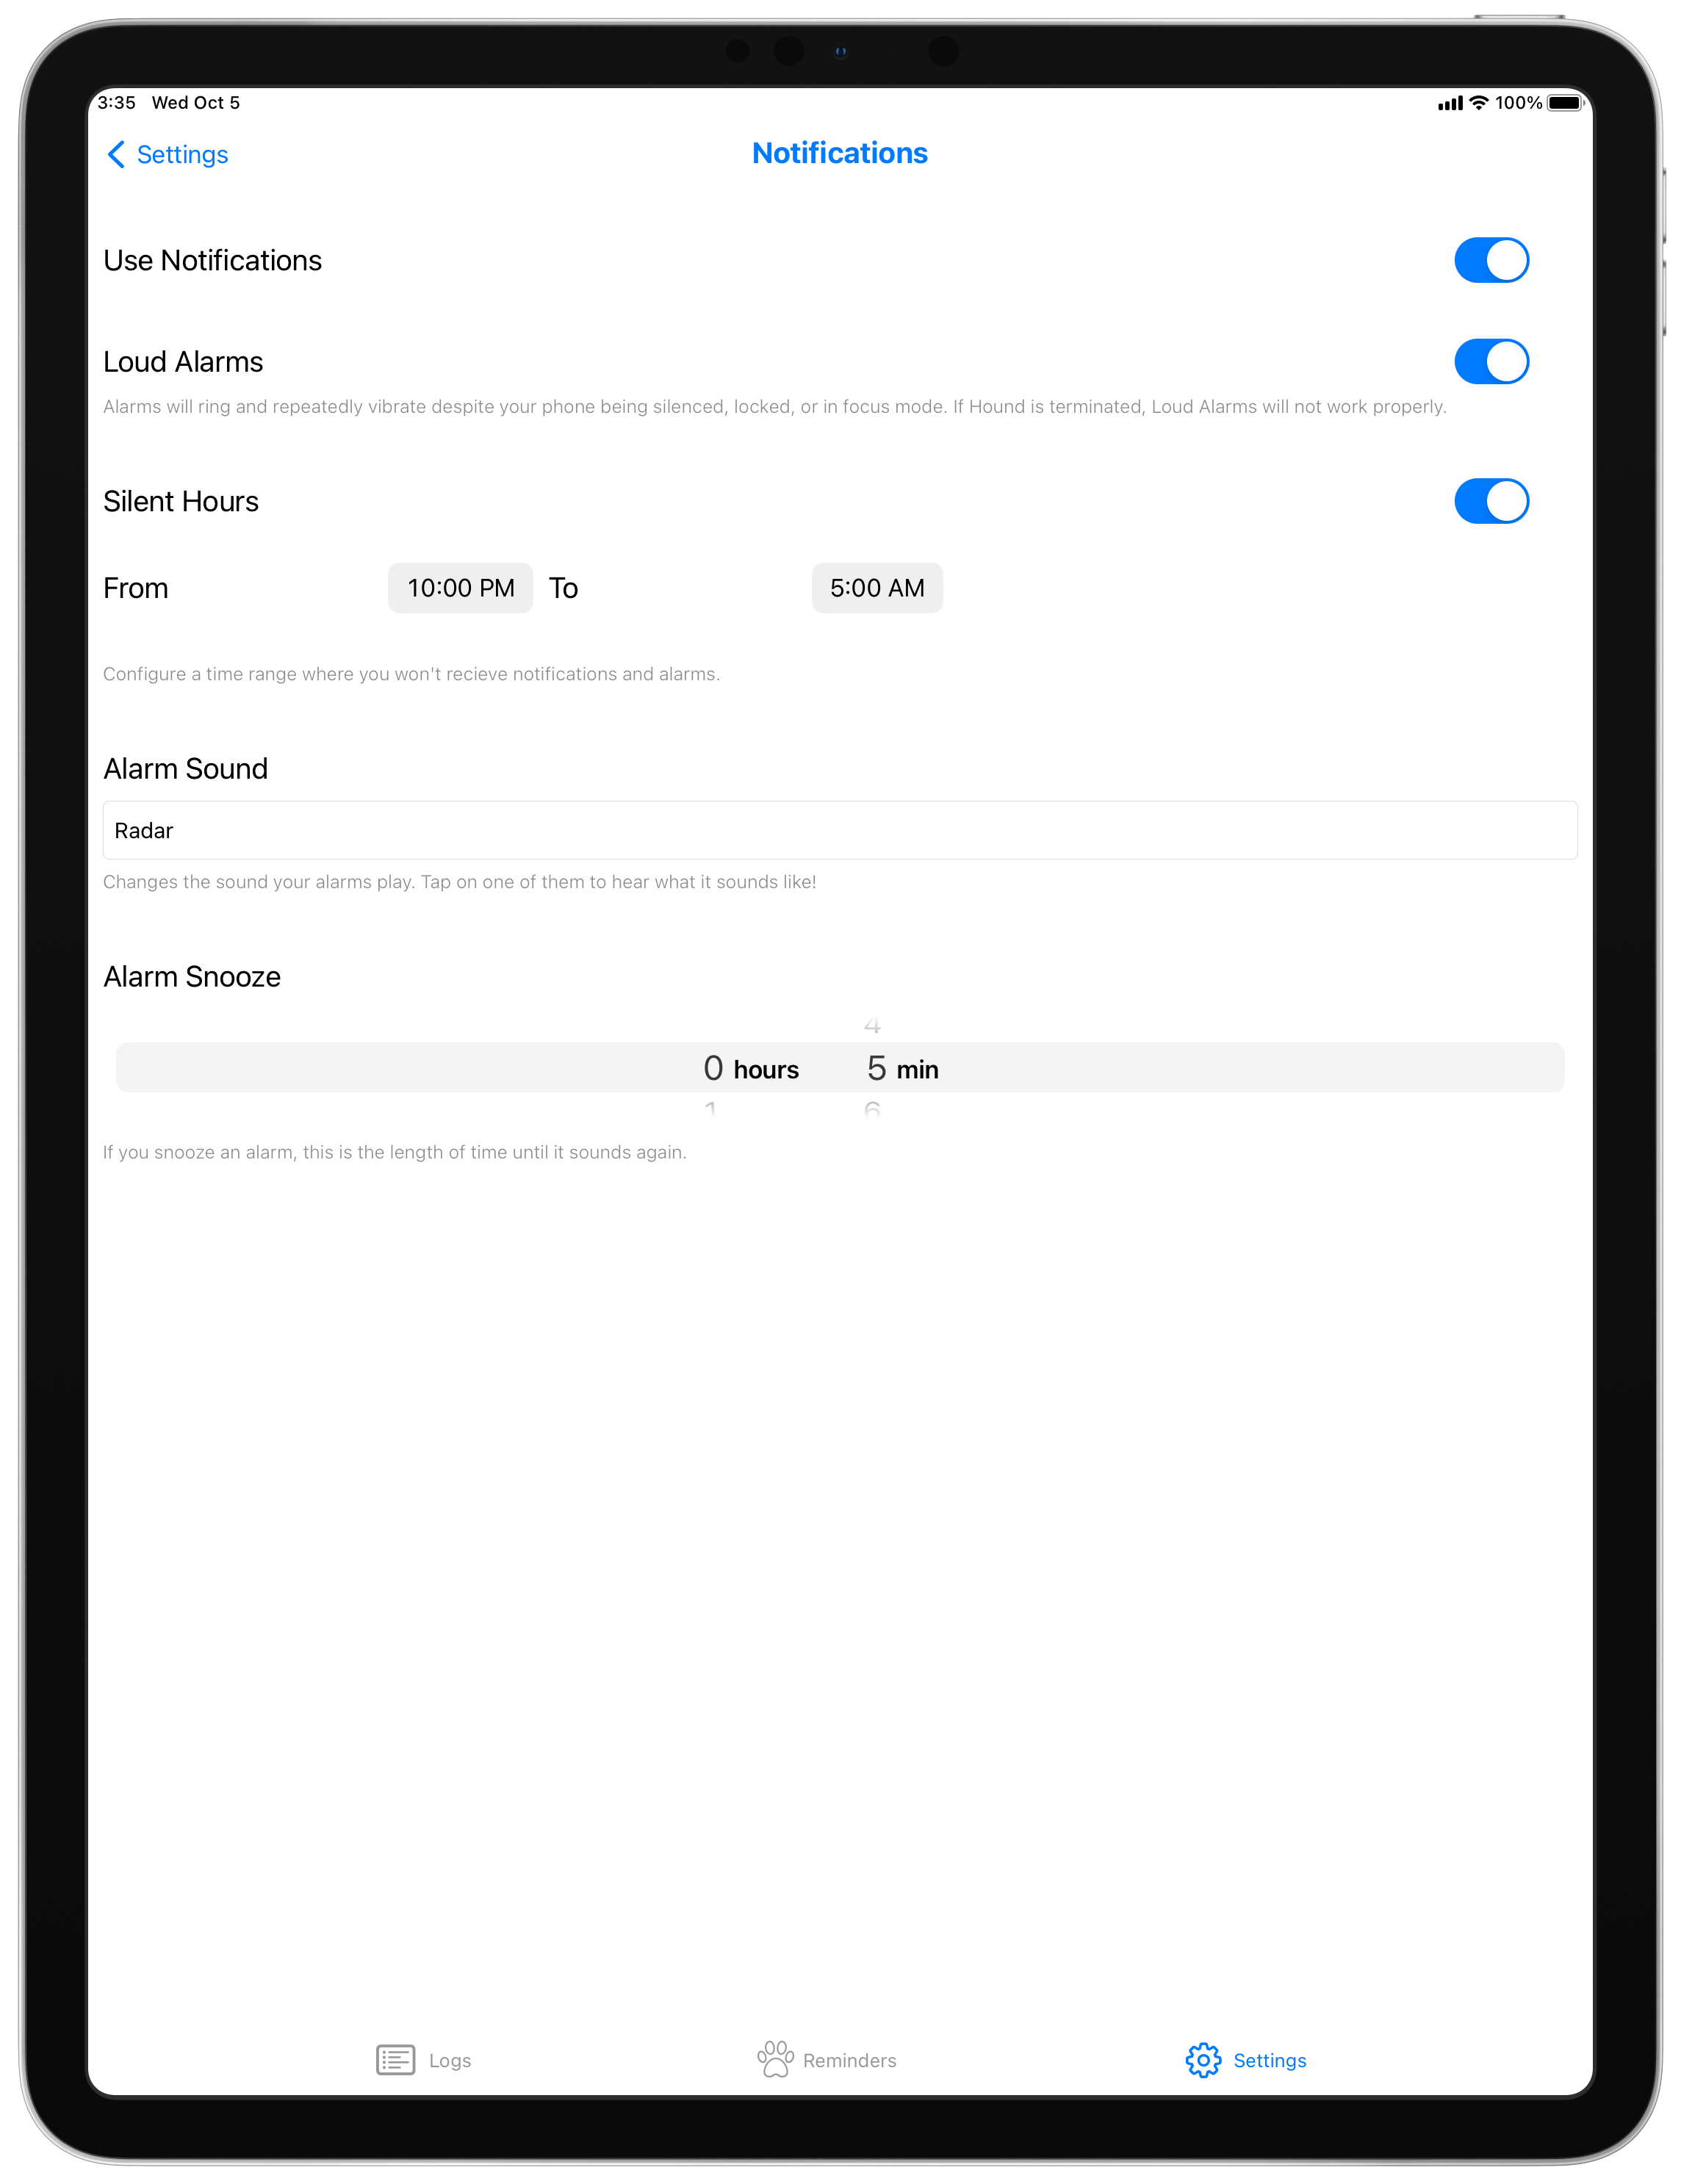 3:35 Wed Oct 5 100%
Settings Notifications
Use Notifications
Loud Alarms
Alarms will ring and repeatedly vibrate despite your phone being silenced, locked, or in focus mode. If Hound is terminated, Loud Alarms will not work properly.
Silent Hours
From 10:00 PM To 5:00 AM
Configure a time range where you won't recieve notifications and alarms.
Alarm Sound
Radar
Changes the sound your alarms play. Tap on one of them to hear what it sounds like!
Alarm Snooze
4
0 hours 5 min
1 6
If you snooze an alarm, this is the length of time until it sounds again.
Logs Reminders Settings